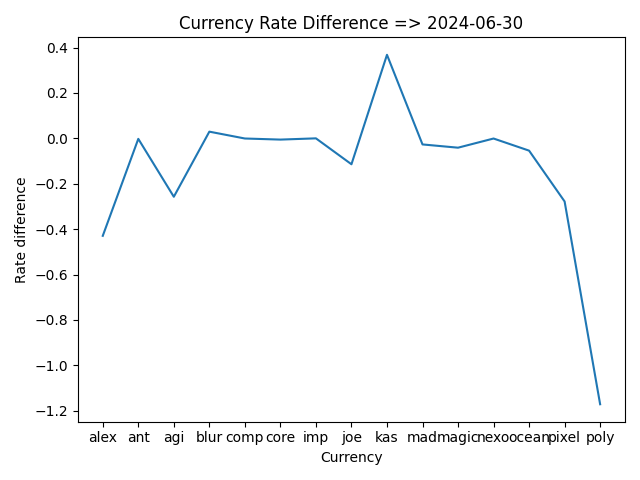 Currency Rate Difference => 2024-06-30
Rate difference
0.4
0.2
0.0
−0.2
−0.4
−0.6
−0.8
−1.0
−1.2
alex ant agi blur comp core imp joe kas mad magic nexo ocean pixel poly
Currency